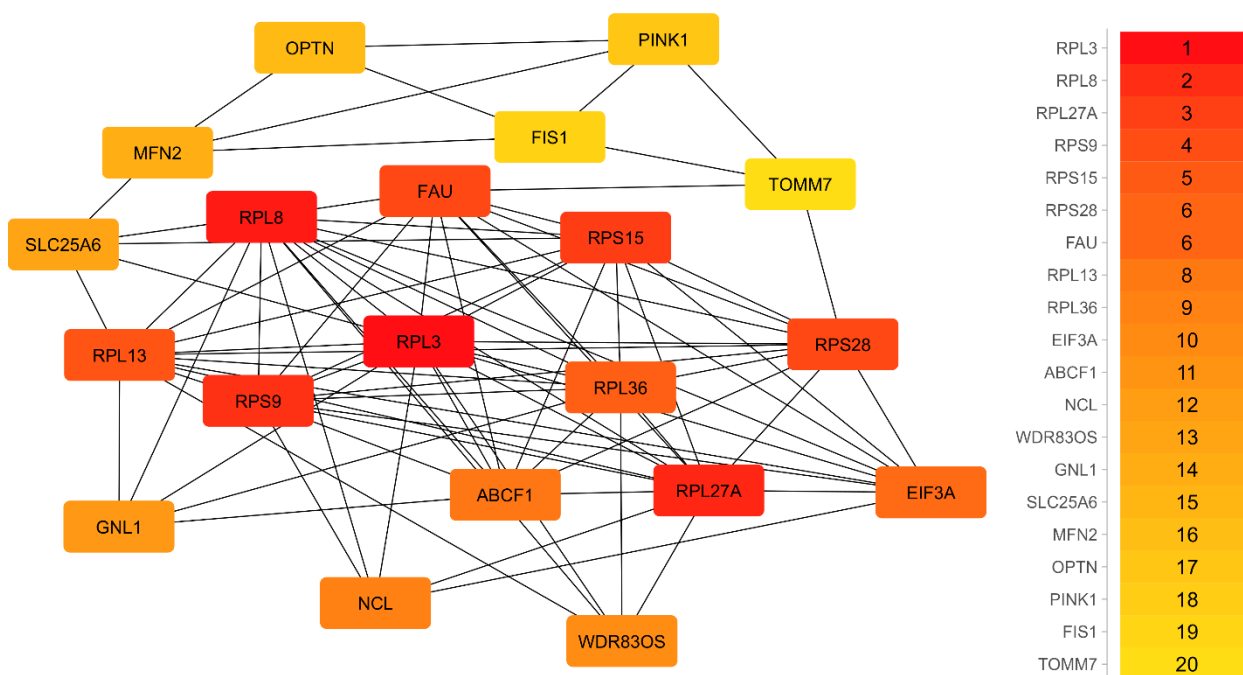 OPTN
PINK1
MFN2
FIS1
TOMM7
FAU
RPL8
RPS15
SLC25A6
RPL13
RPL3
RPS28
RPS9
RPL36
ABCF1
RPL27A
EIF3A
GNL1
NCL
WDR83OS
RPL3 1
RPL8 2
RPL27A 3
RPS9 4
RPS15 5
RPS28 6
FAU 6
RPL13 8
RPL36 9
EIF3A 10
ABCF1 11
NCL 12
WDR83OS 13
GNL1 14
SLC25A6 15
MFN2 16
OPTN 17
PINK1 18
FIS1 19
TOMM7 20